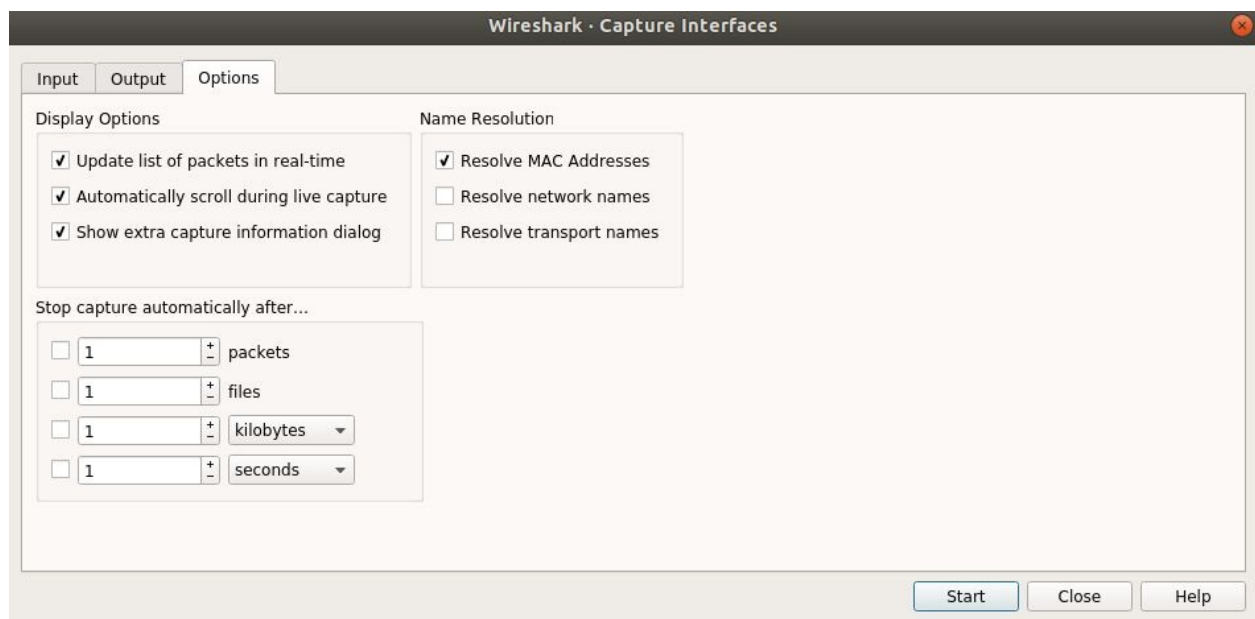 Wireshark · Capture Interfaces
Input Output Options
Display Options
Update list of packets in real-time
Automatically scroll during live capture
Show extra capture information dialog
Name Resolution
Resolve MAC Addresses
Resolve network names
Resolve transport names
Stop capture automatically after...
1 packets
1 files
1 kilobytes
1 seconds
Start Close Help